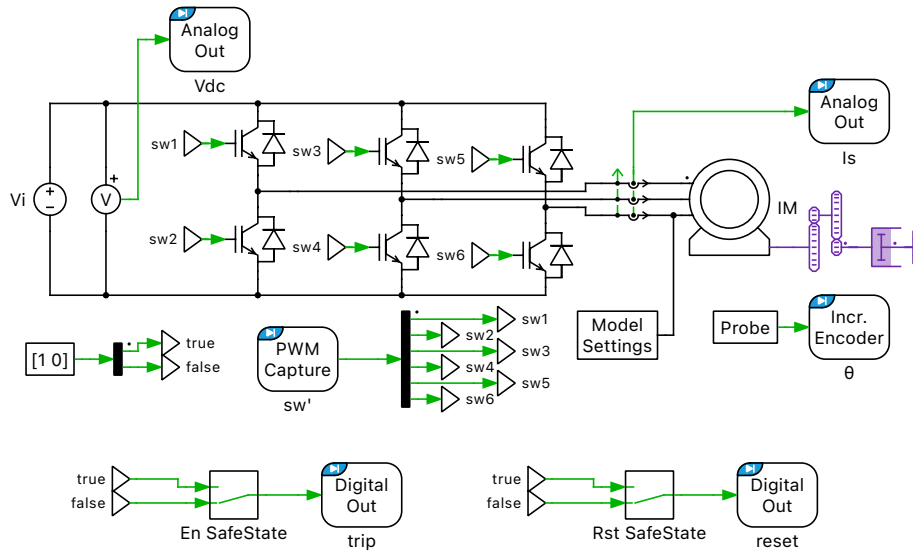 Analog
Out
Vdc
Analog
Out
Is
sw1
sw3
sw5
Vi
+
V
IM
sw2
sw4
sw6
Model
Settings
Probe
Incr.
Encoder
θ
[1 0]
true
false
PWM
Capture
sw'
sw1
sw2
sw3
sw4
sw5
sw6
true
false
En SafeState
Digital
Out
trip
true
false
Rst SafeState
Digital
Out
reset